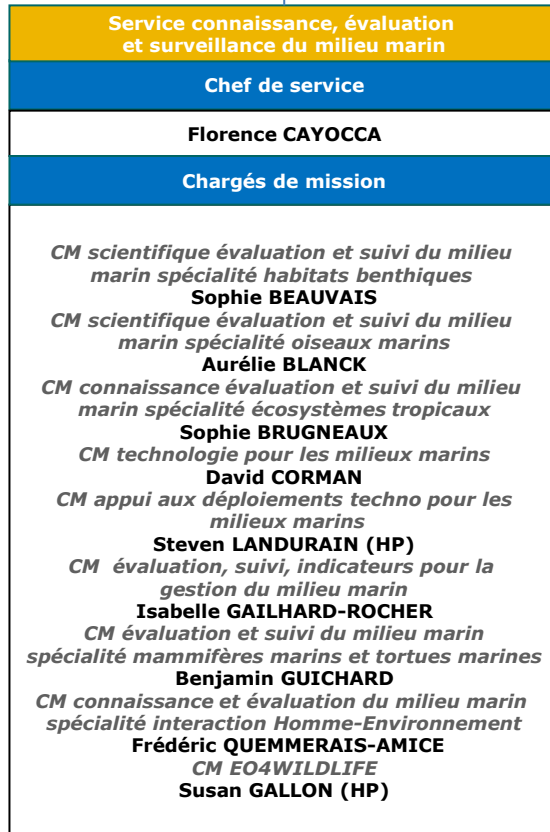 Service connaissance, évaluation
et surveillance du milieu marin
Chef de service
Florence CAYOCCA
Chargés de mission
CM scientifique évaluation et suivi du milieu
marin spécialité habitats benthiques
Sophie BEAUVAIS
CM scientifique évaluation et suivi du milieu
marin spécialité oiseaux marins
Aurélie BLANCK
CM connaissance évaluation et suivi du milieu
marin spécialité écosystèmes tropicaux
Sophie BRUGNEAUX
CM technologie pour les milieux marins
David CORMAN
CM appui aux déploiements techno pour les
milieux marins
Steven LANDURAIN (HP)
CM évaluation, suivi, indicateurs pour la
gestion du milieu marin
Isabelle GAILHARD-ROCHER
CM évaluation et suivi du milieu marin
spécialité mammifères marins et tortues marines
Benjamin GUICHARD
CM connaissance et évaluation du milieu marin
spécialité interaction Homme-Environnement
Frédéric QUEMMERAIS-AMICE
CM EO4WILDLIFE
Susan GALLON (HP)